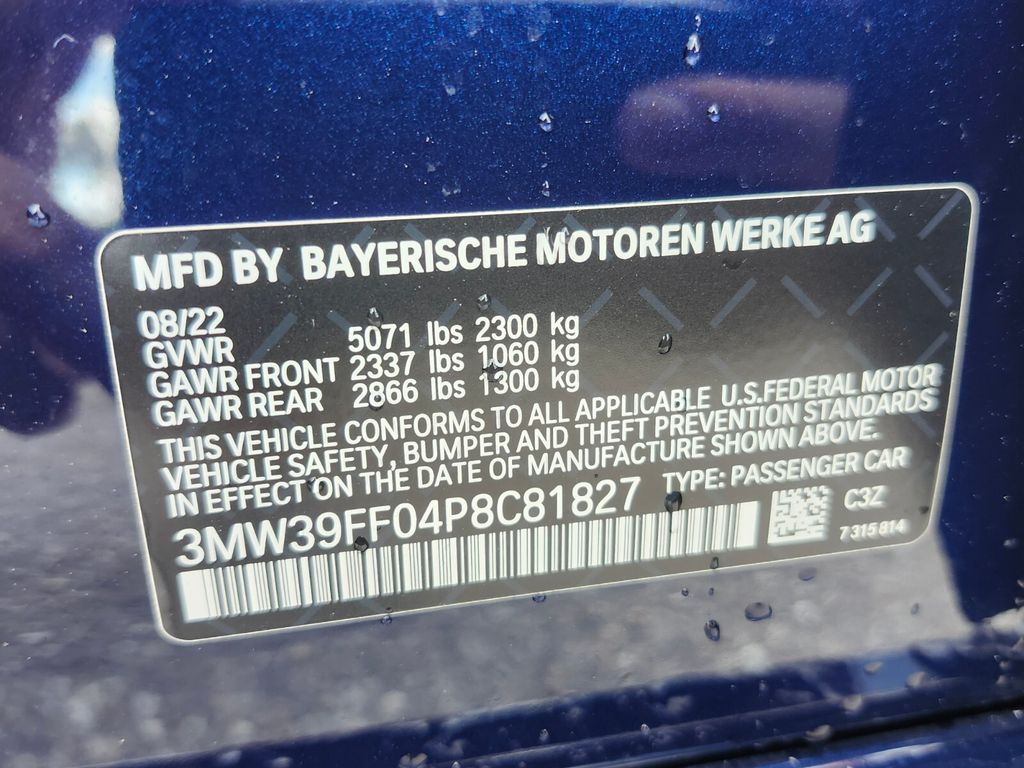 MFD BY BAYERISCHE MOTOREN WERKE AG
08/22
GVWR 5071 lbs 2300 kg
GAWR FRONT 2337 lbs 1060 kg
GAWR REAR 2866 lbs 1300 kg
THIS VEHICLE CONFORMS TO ALL APPLICABLE U.S.FEDERAL MOTOR
VEHICLE SAFETY, BUMPER AND THEFT PREVENTION STANDARDS
IN EFFECT ON THE DATE OF MANUFACTURE SHOWN ABOVE.
3MW39FF04P8C81827 TYPE: PASSENGER CAR
C3Z
7 315 814